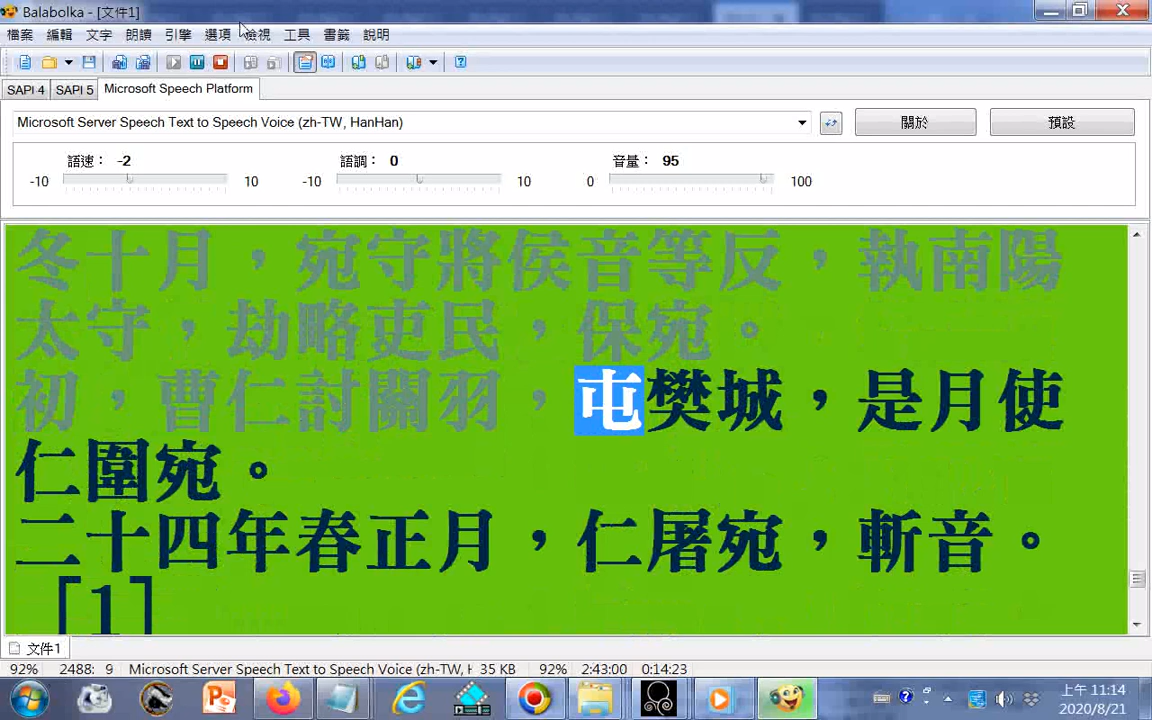 Balabolka - [文件1]
檔案 編輯 文字 朗讀 引擎 選項 檢視 工具 書籤 說明
SAPI 4 SAPI 5 Microsoft Speech Platform
Microsoft Server Speech Text to Speech Voice (zh-TW, HanHan) 關於 預設
語速： -2 語調： 0 音量： 95
-10 10 -10 10 0 100
冬十月，宛守將侯音等反，執南陽
太守，劫略吏民，保宛。
初，曹仁討關羽，屯樊城，是月使
仁圍宛。
二十四年春正月，仁屠宛，斬音。
[1]
文件1
92% 2488: 9 Microsoft Server Speech Text to Speech Voice (zh-TW, H 35 KB 92% 2:43:00 0:14:23
上午 11:14
2020/8/21